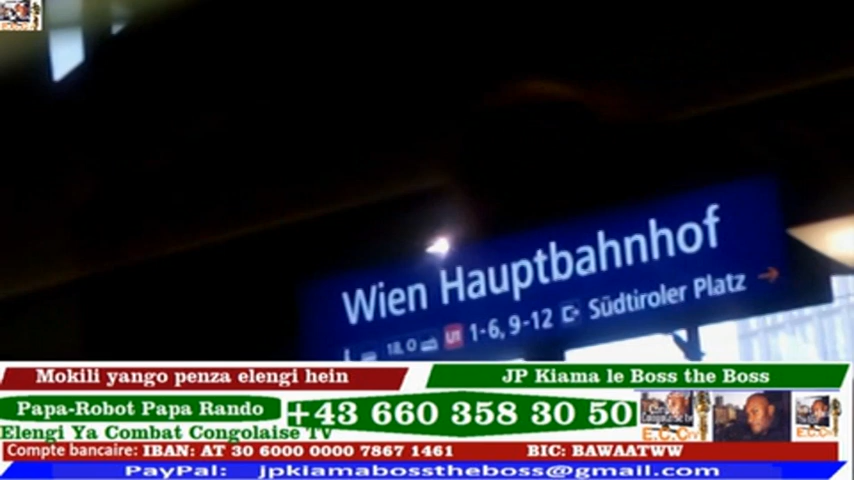 Wien Hauptbahnhof
18, O U1 1-6, 9-12 Südtiroler Platz →
Mokili yango penza elengi hein
JP Kiama le Boss the Boss
Papa-Robot Papa Rando
+43 660 358 30 50
Elengi Ya Combat Congolaise TV
E.C.C
Compte bancaire: IBAN: AT 30 6000 0000 7867 1461 BIC: BAWAATWW
PayPal: jpkiamabosstheboss@gmail.com